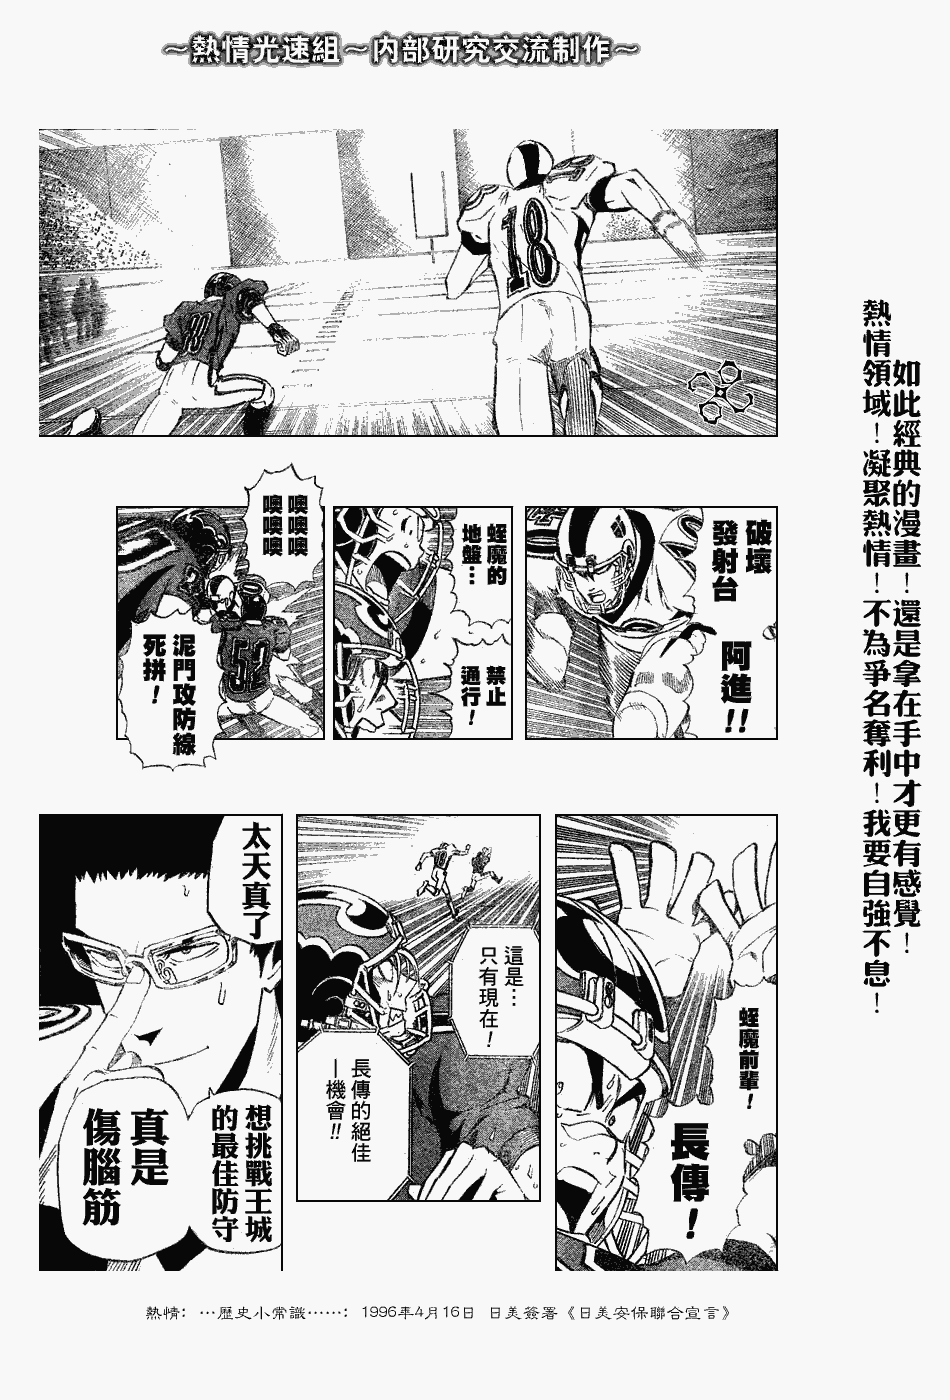 ～熱情光速組～内部研究交流制作～
如此經典的漫畫！還是拿在手中才更有感覺！
熱情領域！凝聚熱情！不為爭名奪利！我要自強不息！
18
80
破壞
發射台
阿進!!
蛭魔的
地盤…
禁止
通行！
噢噢噢
噢噢噢
52
泥門攻防線
死拼！
蛭魔前輩！
長傳！
這是…
只有現在！
長傳的絕佳
一機會!!
太天真了
想挑戰王城
的最佳防守
真是
傷腦筋
熱情：…歷史小常識……：1996年4月16日 日美簽署《日美安保聯合宣言》